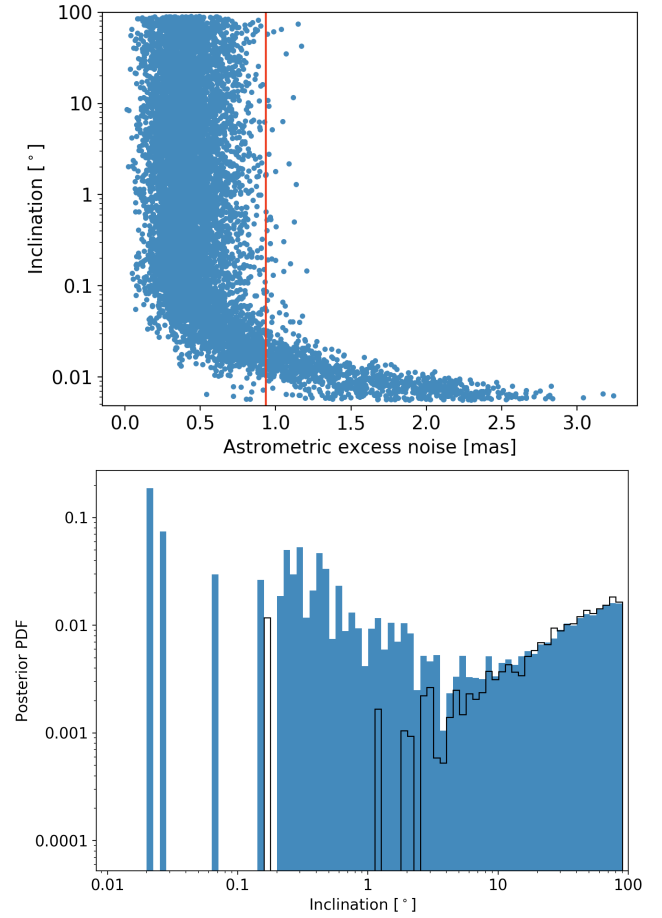 100
10
1
0.1
0.01
Inclination [°]
0.0 0.5 1.0 1.5 2.0 2.5 3.0
Astrometric excess noise [mas]
0.1
0.01
0.001
0.0001
Posterior PDF
0.01 0.1 1 10 100
Inclination [°]